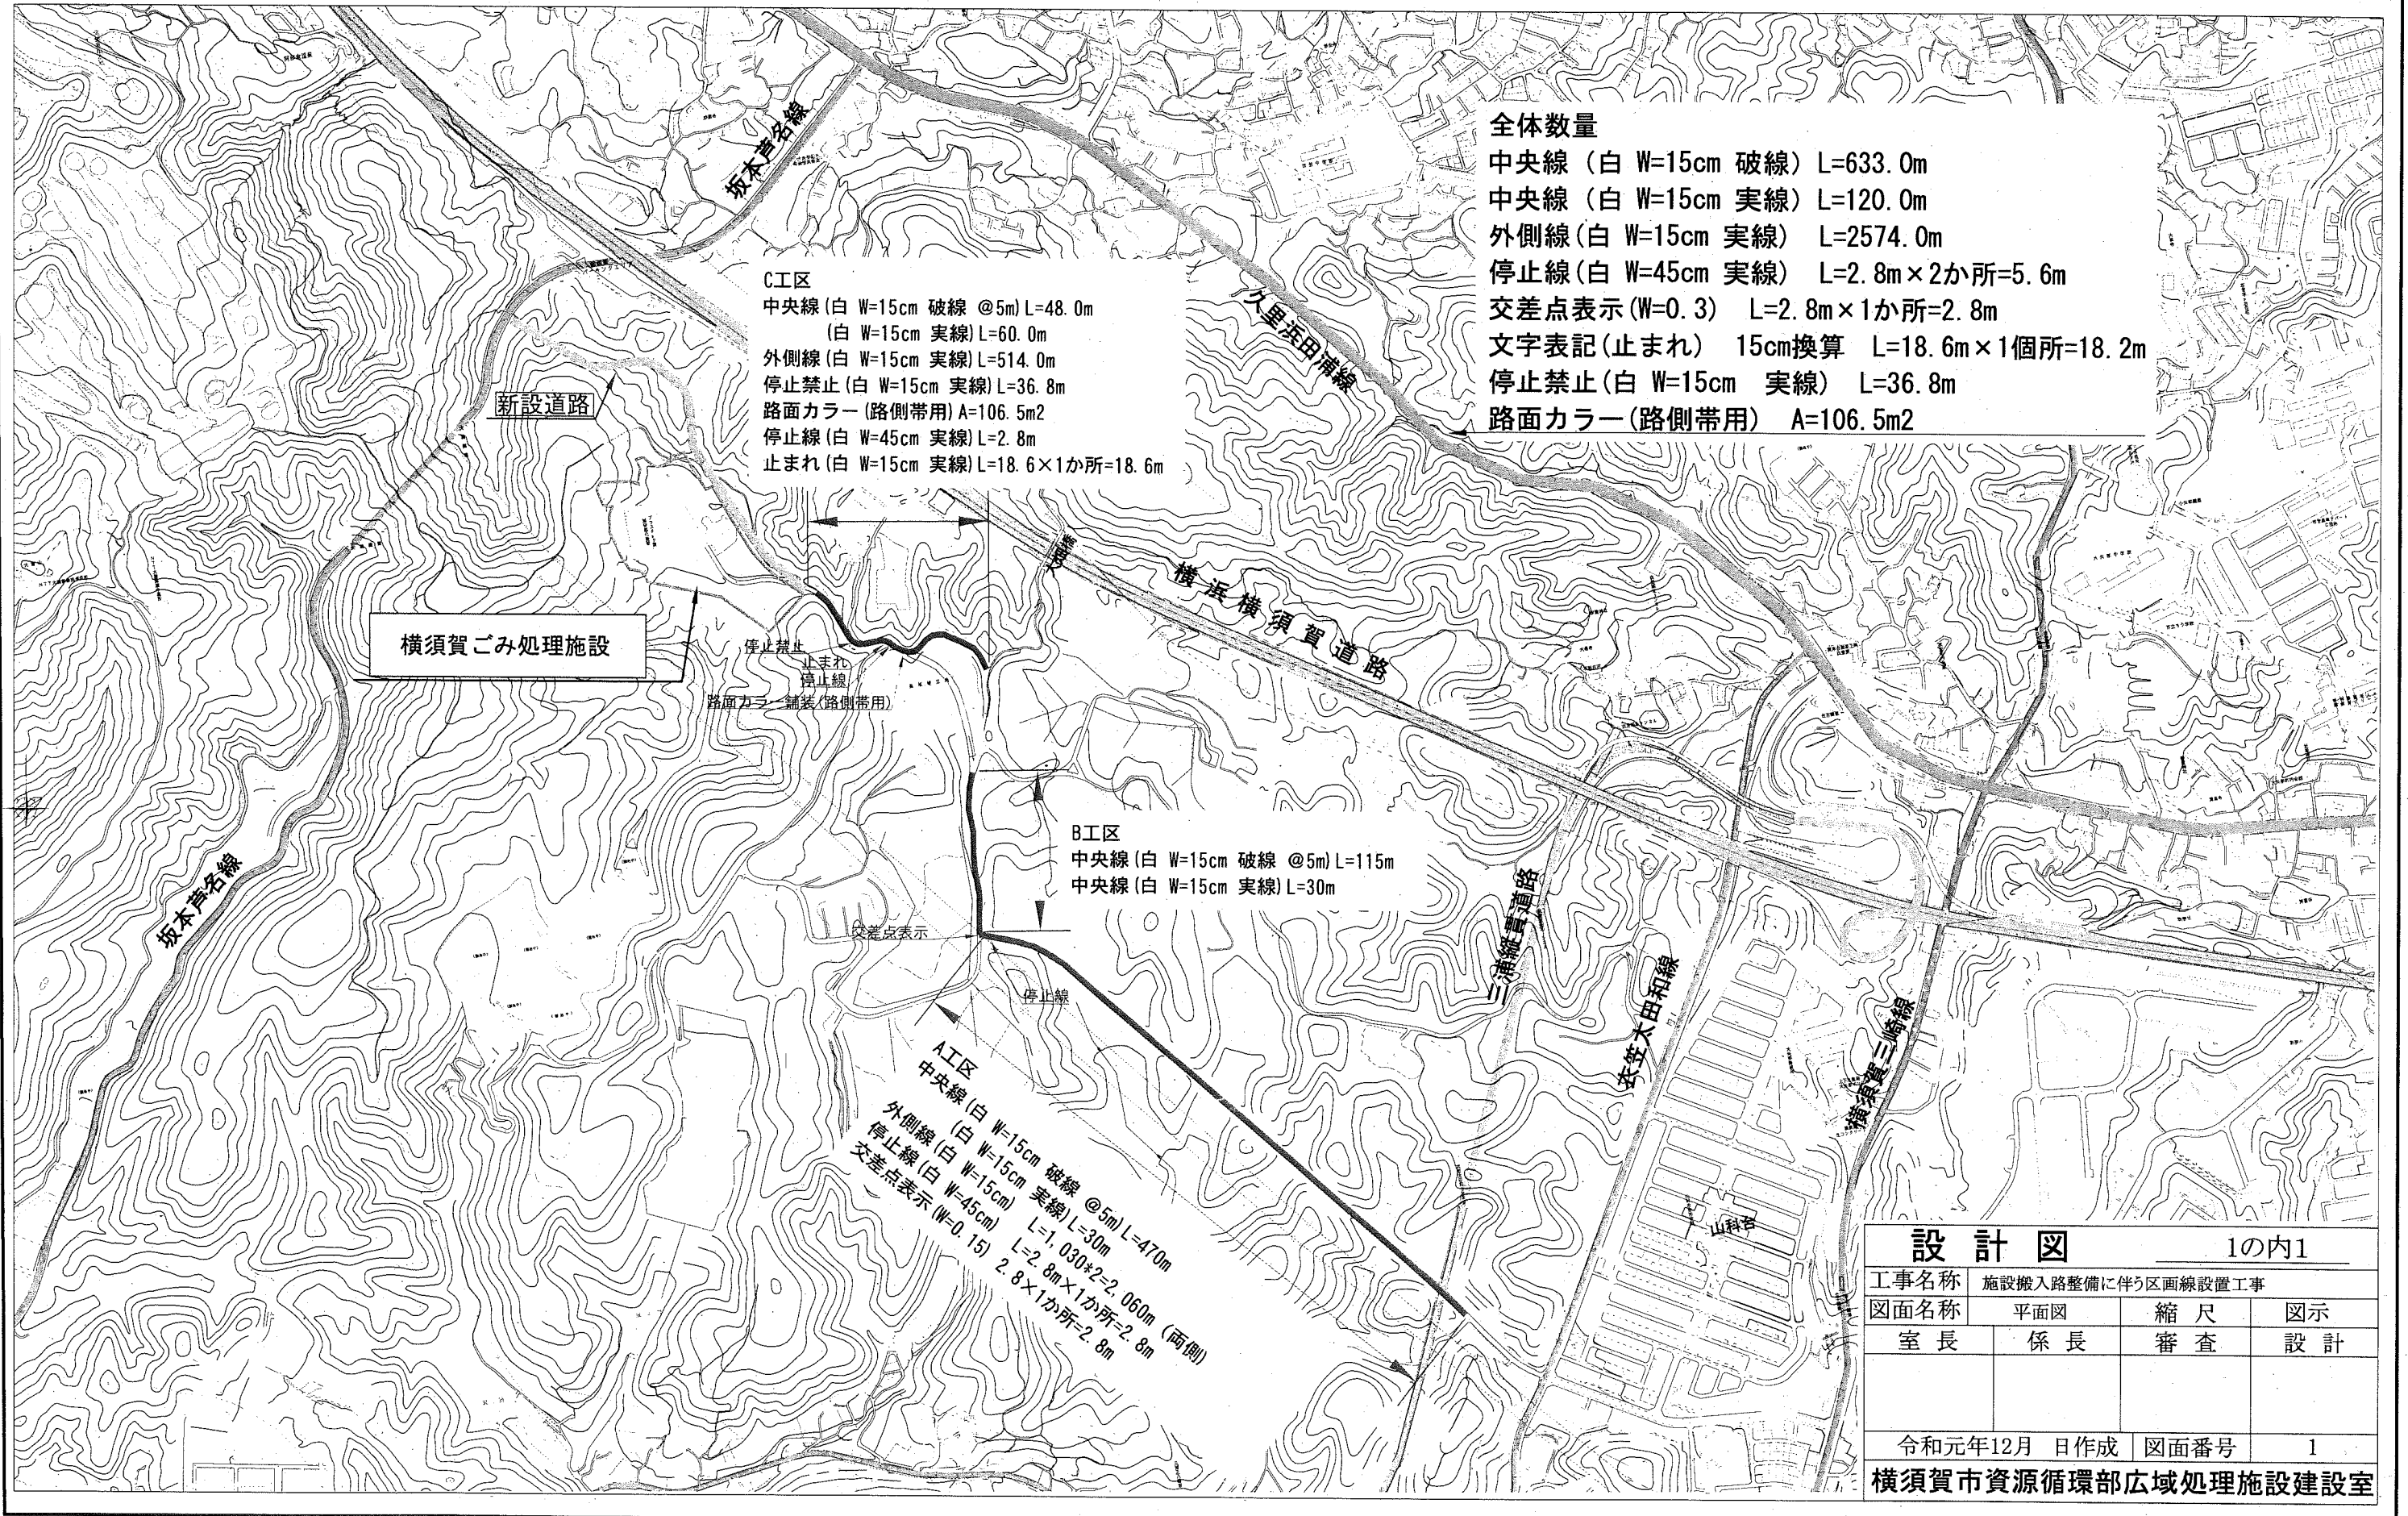 全体数量
中央線（白 W=15cm 破線）L=633.0m
中央線（白 W=15cm 実線）L=120.0m
外側線(白 W=15cm 実線) L=2574.0m
停止線(白 W=45cm 実線) L=2.8m×2か所=5.6m
交差点表示(W=0.3) L=2.8m×1か所=2.8m
文字表記(止まれ) 15cm換算 L=18.6m×1個所=18.2m
停止禁止(白 W=15cm 実線) L=36.8m
路面カラー(路側帯用) A=106.5m2
C工区
中央線(白 W=15cm 破線 @5m)L=48.0m
(白 W=15cm 実線)L=60.0m
外側線(白 W=15cm 実線)L=514.0m
停止禁止(白 W=15cm 実線)L=36.8m
路面カラー(路側帯用)A=106.5m2
停止線(白 W=45cm 実線)L=2.8m
止まれ(白 W=15cm 実線)L=18.6×1か所=18.6m
坂本芦名線
久里浜田浦線
新設道路
横浜横須賀道路
横須賀ごみ処理施設
停止禁止
止まれ
停止線
路面カラー舗装(路側帯用)
B工区
中央線(白 W=15cm 破線 @5m)L=115m
中央線(白 W=15cm 実線)L=30m
坂本芦名線
交差点表示
停止線
三浦縦貫道路
衣笠太田和線
横須賀三崎線
山科台
A工区
中央線(白 W=15cm 破線 @5m)L=470m
(白 W=15cm 実線)L=30m
外側線(白 W=15cm) L=1,030*2=2,060m (両側)
停止線(白 W=45cm) L=2.8m×1か所=2.8m
交差点表示(W=0.15) 2.8×1か所=2.8m
設計図 1の内1
工事名称 施設搬入路整備に伴う区画線設置工事
図面名称 平面図 縮尺 図示
室長 係長 審査 設計
令和元年12月 日作成 図面番号 1
横須賀市資源循環部広域処理施設建設室